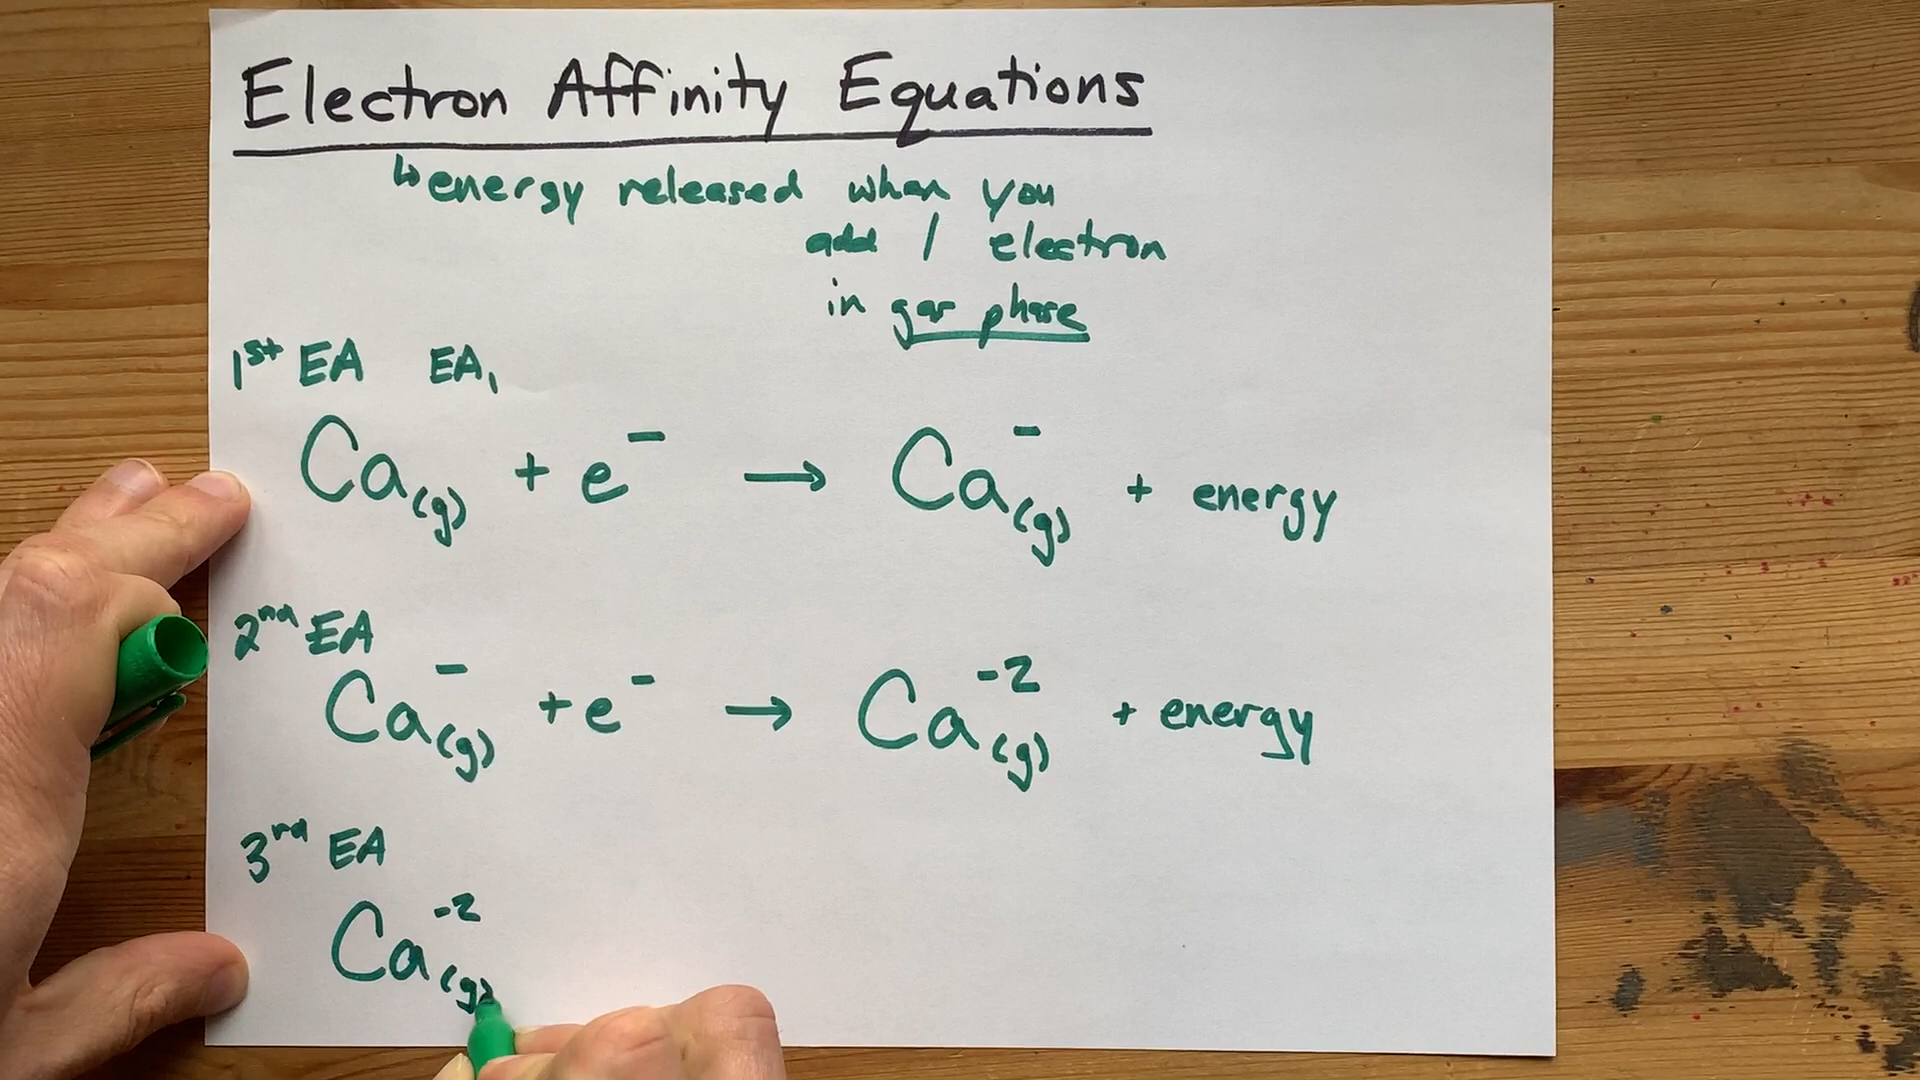 Electron Affinity Equations
↳ energy released when you
add 1 electron
in gas phase
1st EA EA₁
Ca(g) + e⁻ → Ca⁻(g) + energy
2nd EA
Ca⁻(g) + e⁻ → Ca⁻²(g) + energy
3rd EA
Ca⁻²(g)